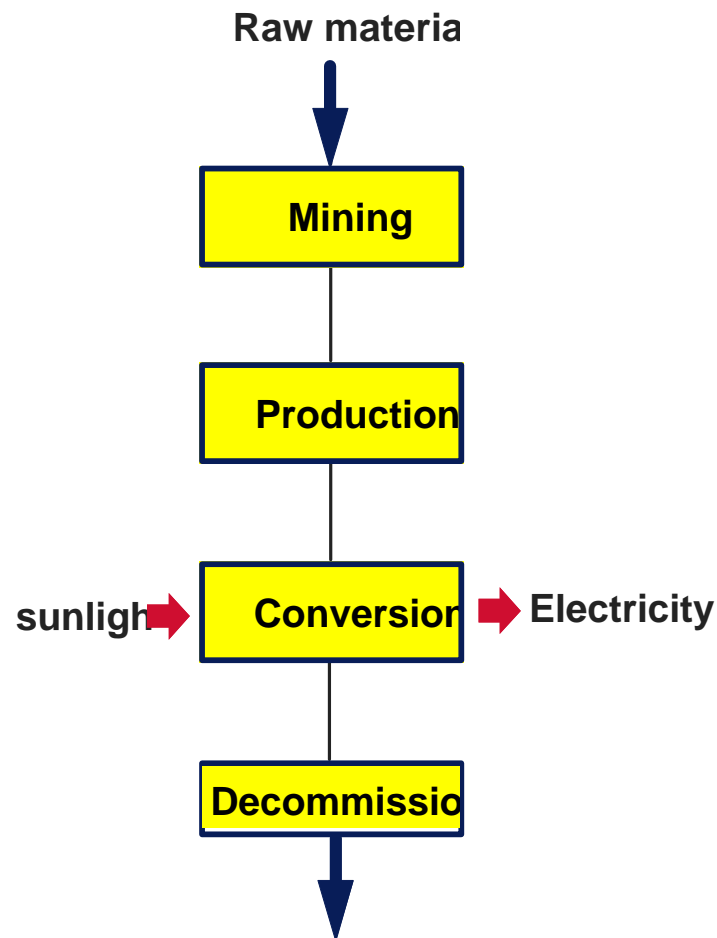 Raw materia
Mining
Production
sunligh
Conversion
Electricity
Decommissio